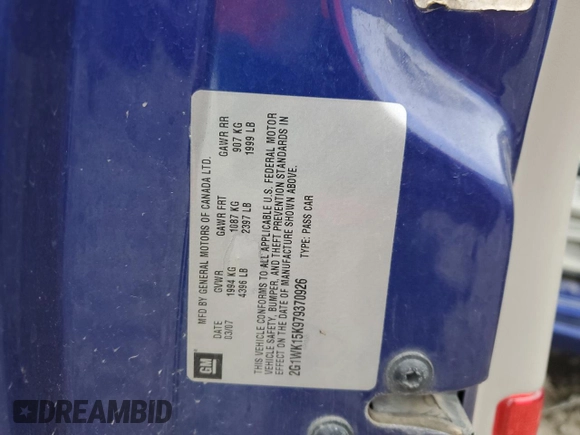 MFD BY GENERAL MOTORS OF CANADA LTD.
DATE GVWR GAWR FRT GAWR RR
03/07 1994 KG 1087 KG 907 KG
4396 LB 2397 LB 1999 LB
THIS VEHICLE CONFORMS TO ALL APPLICABLE U.S. FEDERAL MOTOR
VEHICLE SAFETY, BUMPER, AND THEFT PREVENTION STANDARDS IN
EFFECT ON THE DATE OF MANUFACTURE SHOWN ABOVE.
2G1WK15K979370926 TYPE: PASS CAR
GM
DREAMBID